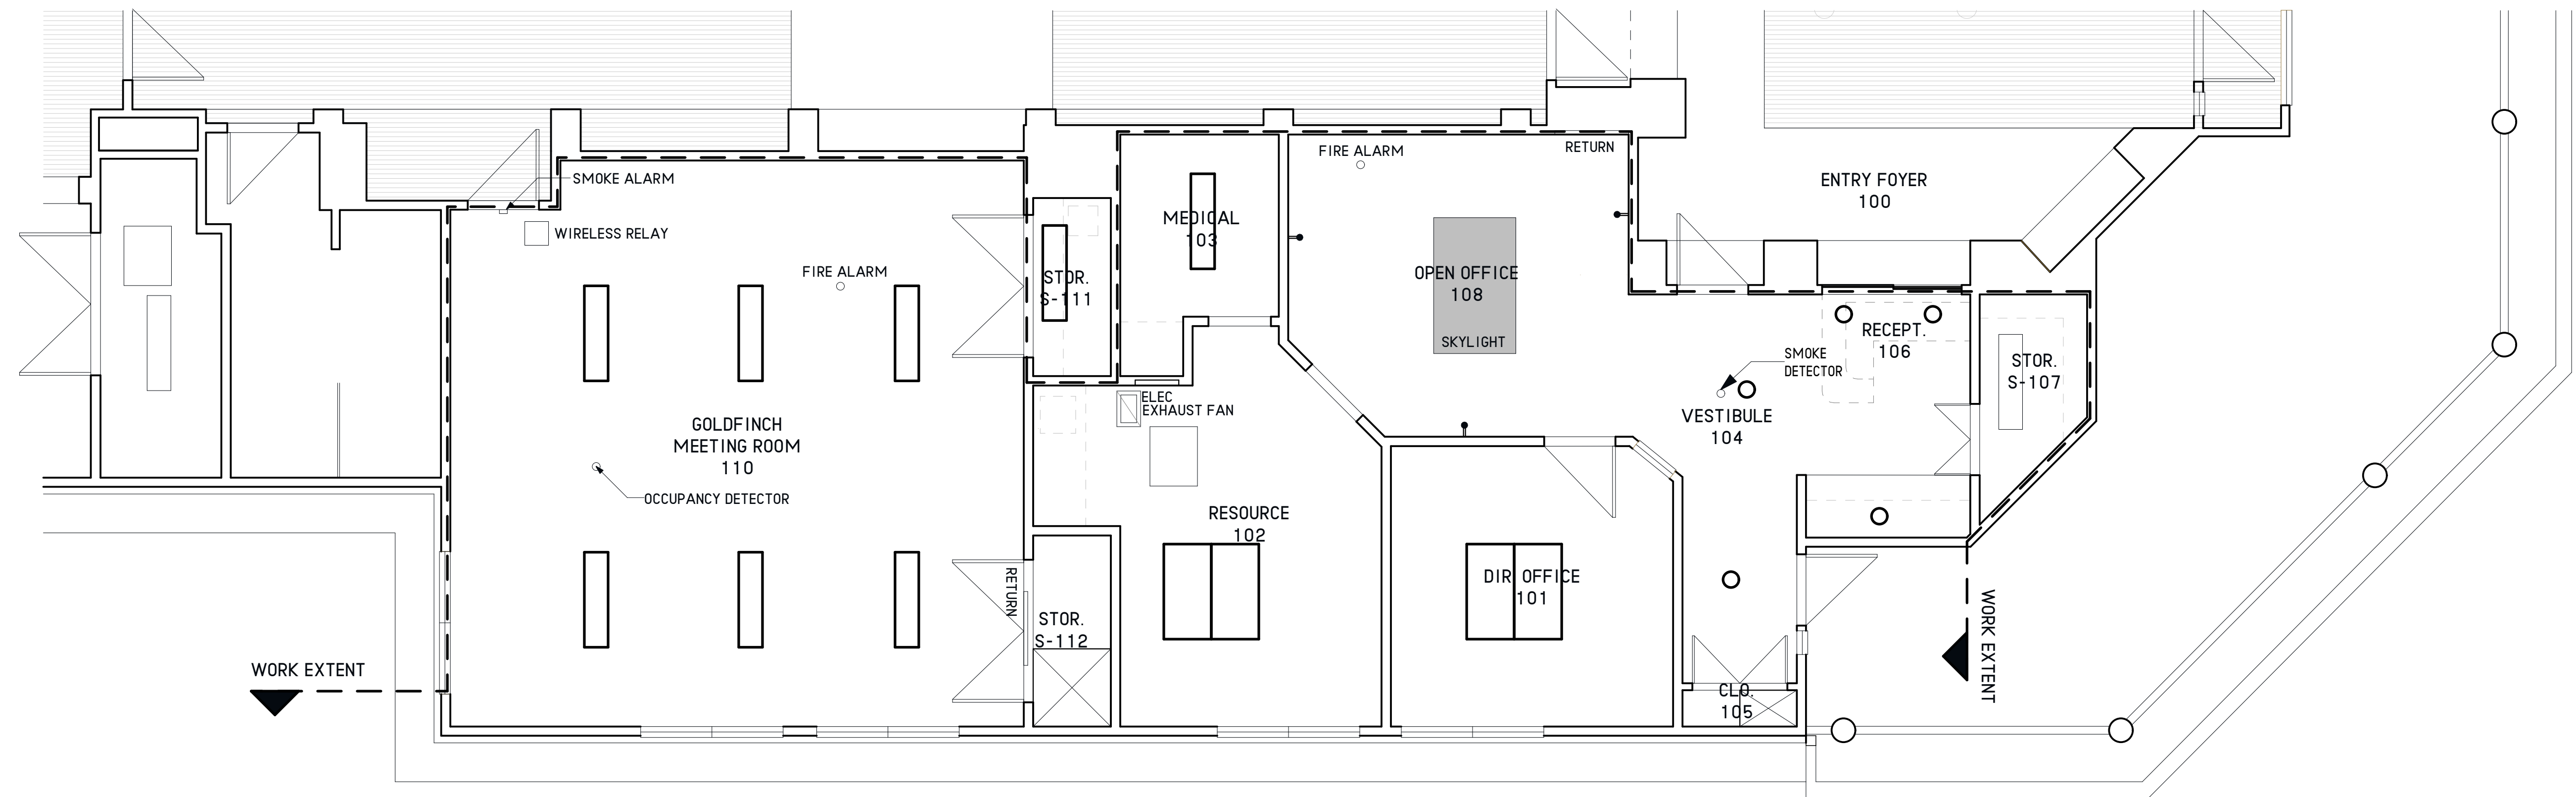 FIRE ALARM
RETURN
SMOKE ALARM
ENTRY FOYER
100
MEDICAL
103
WIRELESS RELAY
FIRE ALARM
STOR.
S-111
OPEN OFFICE
108
SKYLIGHT
RECEPT.
106
SMOKE
DETECTOR
STOR.
S-107
ELEC
EXHAUST FAN
VESTIBULE
104
GOLDFINCH
MEETING ROOM
110
OCCUPANCY DETECTOR
RESOURCE
102
RETURN
DIR. OFFICE
101
STOR.
S-112
WORK EXTENT
WORK EXTENT
CLO.
105